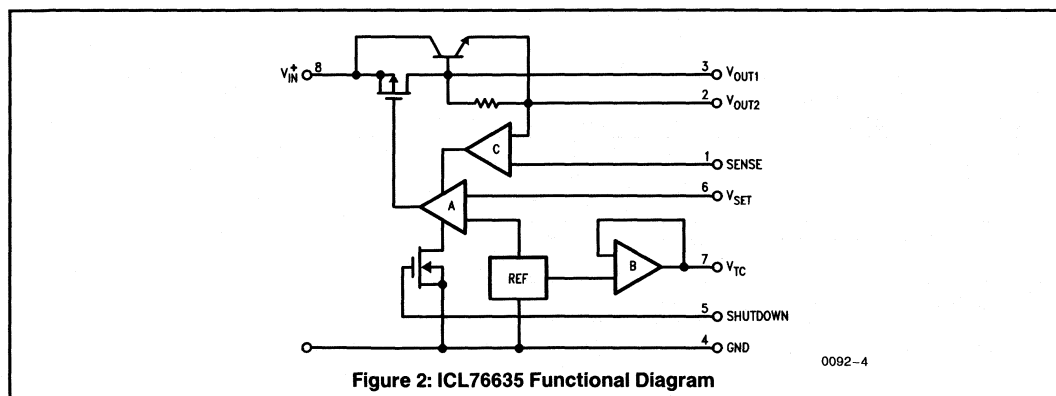 V+IN 8
3 VOUT1
2 VOUT2
C
1 SENSE
A
6 VSET
REF
B
7 VTC
5 SHUTDOWN
4 GND
0092–4
Figure 2: ICL76635 Functional Diagram